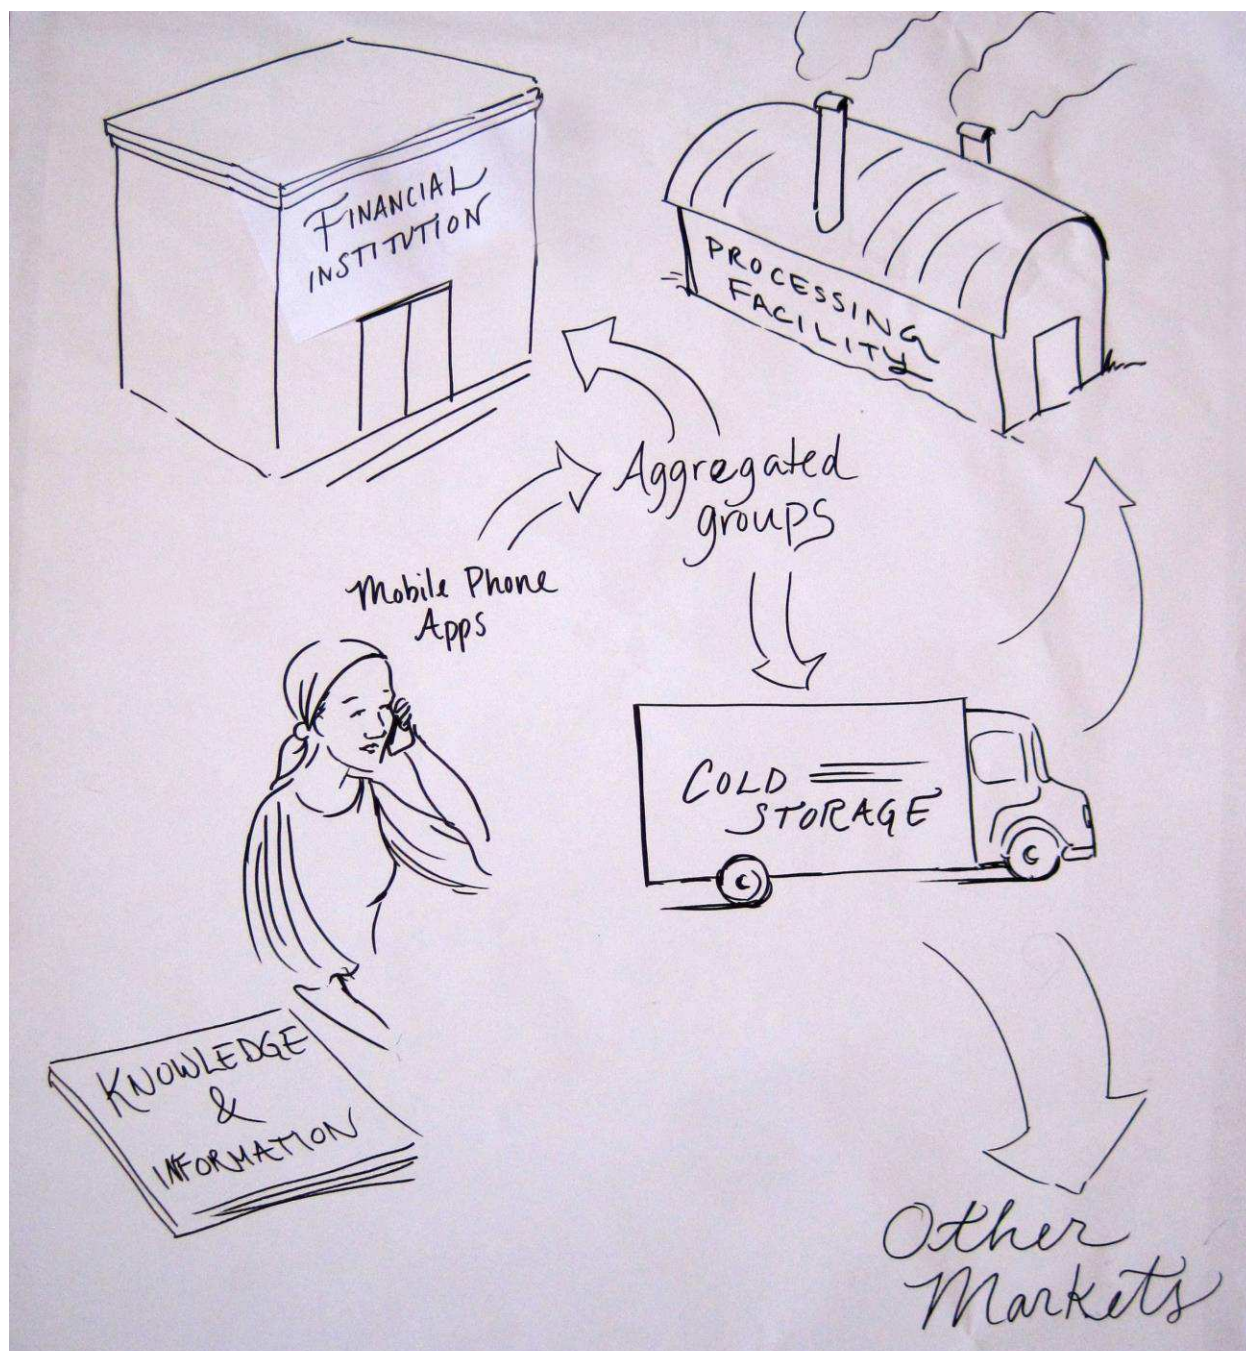 FINANCIAL
INSTITUTION
PROCESSING
FACILITY
Aggregated
groups
Mobile Phone
Apps
COLD
STORAGE
KNOWLEDGE
&
INFORMATION
Other
Markets